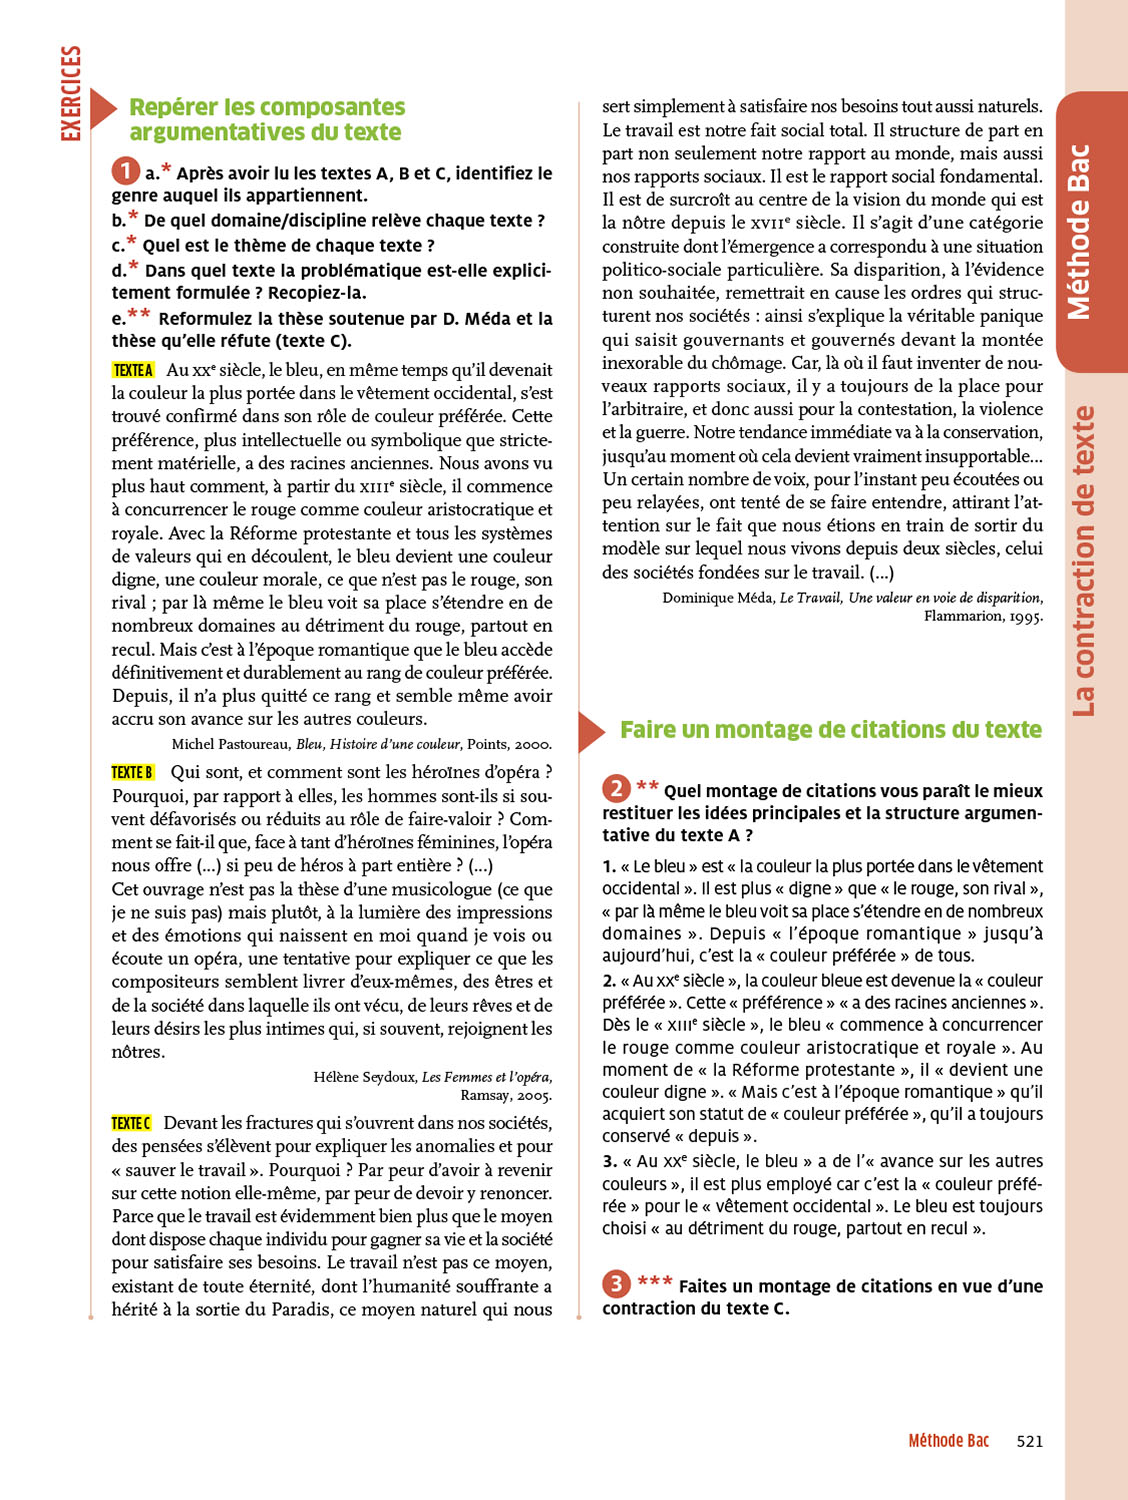 EXERCICES
Repérer les composantes
argumentatives du texte
1 a.* Après avoir lu les textes A, B et C, identifiez le
genre auquel ils appartiennent.
b.* De quel domaine/discipline relève chaque texte ?
c.* Quel est le thème de chaque texte ?
d.* Dans quel texte la problématique est-elle explici-
tement formulée ? Recopiez-la.
e.** Reformulez la thèse soutenue par D. Méda et la
thèse qu'elle réfute (texte C).
TEXTE A Au XXe siècle, le bleu, en même temps qu'il devenait
la couleur la plus portée dans le vêtement occidental, s'est
trouvé confirmé dans son rôle de couleur préférée. Cette
préférence, plus intellectuelle ou symbolique que stricte-
ment matérielle, a des racines anciennes. Nous avons vu
plus haut comment, à partir du XIIIe siècle, il commence
à concurrencer le rouge comme couleur aristocratique et
royale. Avec la Réforme protestante et tous les systèmes
de valeurs qui en découlent, le bleu devient une couleur
digne, une couleur morale, ce que n'est pas le rouge, son
rival ; par là même le bleu voit sa place s'étendre en de
nombreux domaines au détriment du rouge, partout en
recul. Mais c'est à l'époque romantique que le bleu accède
définitivement et durablement au rang de couleur préférée.
Depuis, il n'a plus quitté ce rang et semble même avoir
accru son avance sur les autres couleurs.
Michel Pastoureau, Bleu, Histoire d'une couleur, Points, 2000.
TEXTE B Qui sont, et comment sont les héroïnes d'opéra ?
Pourquoi, par rapport à elles, les hommes sont-ils si sou-
vent défavorisés ou réduits au rôle de faire-valoir ? Com-
ment se fait-il que, face à tant d'héroïnes féminines, l'opéra
nous offre (...) si peu de héros à part entière ? (...)
Cet ouvrage n'est pas la thèse d'une musicologue (ce que
je ne suis pas) mais plutôt, à la lumière des impressions
et des émotions qui naissent en moi quand je vois ou
écoute un opéra, une tentative pour expliquer ce que les
compositeurs semblent livrer d'eux-mêmes, des êtres et
de la société dans laquelle ils ont vécu, de leurs rêves et de
leurs désirs les plus intimes qui, si souvent, rejoignent les
nôtres.
Hélène Seydoux, Les Femmes et l'opéra,
Ramsay, 2005.
TEXTE C Devant les fractures qui s'ouvrent dans nos sociétés,
des pensées s'élèvent pour expliquer les anomalies et pour
« sauver le travail ». Pourquoi ? Par peur d'avoir à revenir
sur cette notion elle-même, par peur de devoir y renoncer.
Parce que le travail est évidemment bien plus que le moyen
dont dispose chaque individu pour gagner sa vie et la société
pour satisfaire ses besoins. Le travail n'est pas ce moyen,
existant de toute éternité, dont l'humanité souffrante a
hérité à la sortie du Paradis, ce moyen naturel qui nous
sert simplement à satisfaire nos besoins tout aussi naturels.
Le travail est notre fait social total. Il structure de part en
part non seulement notre rapport au monde, mais aussi
nos rapports sociaux. Il est le rapport social fondamental.
Il est de surcroît au centre de la vision du monde qui est
la nôtre depuis le XVIIe siècle. Il s'agit d'une catégorie
construite dont l'émergence a correspondu à une situation
politico-sociale particulière. Sa disparition, à l'évidence
non souhaitée, remettrait en cause les ordres qui struc-
turent nos sociétés : ainsi s'explique la véritable panique
qui saisit gouvernants et gouvernés devant la montée
inexorable du chômage. Car, là où il faut inventer de nou-
veaux rapports sociaux, il y a toujours de la place pour
l'arbitraire, et donc aussi pour la contestation, la violence
et la guerre. Notre tendance immédiate va à la conservation,
jusqu'au moment où cela devient vraiment insupportable...
Un certain nombre de voix, pour l'instant peu écoutées ou
peu relayées, ont tenté de se faire entendre, attirant l'at-
tention sur le fait que nous étions en train de sortir du
modèle sur lequel nous vivons depuis deux siècles, celui
des sociétés fondées sur le travail. (...)
Dominique Méda, Le Travail, Une valeur en voie de disparition,
Flammarion, 1995.
Faire un montage de citations du texte
2 ** Quel montage de citations vous paraît le mieux
restituer les idées principales et la structure argumen-
tative du texte A ?
1. « Le bleu » est « la couleur la plus portée dans le vêtement
occidental ». Il est plus « digne » que « le rouge, son rival »,
« par là même le bleu voit sa place s'étendre en de nombreux
domaines ». Depuis « l'époque romantique » jusqu'à
aujourd'hui, c'est la « couleur préférée » de tous.
2. « Au XXe siècle », la couleur bleue est devenue la « couleur
préférée ». Cette « préférence » « a des racines anciennes ».
Dès le « XIIIe siècle », le bleu « commence à concurrencer
le rouge comme couleur aristocratique et royale ». Au
moment de « la Réforme protestante », il « devient une
couleur digne ». « Mais c'est à l'époque romantique » qu'il
acquiert son statut de « couleur préférée », qu'il a toujours
conservé « depuis ».
3. « Au XXe siècle, le bleu » a de l'« avance sur les autres
couleurs », il est plus employé car c'est la « couleur préfé-
rée » pour le « vêtement occidental ». Le bleu est toujours
choisi « au détriment du rouge, partout en recul ».
3 *** Faites un montage de citations en vue d'une
contraction du texte C.
Méthode Bac
La contraction de texte
Méthode Bac 521